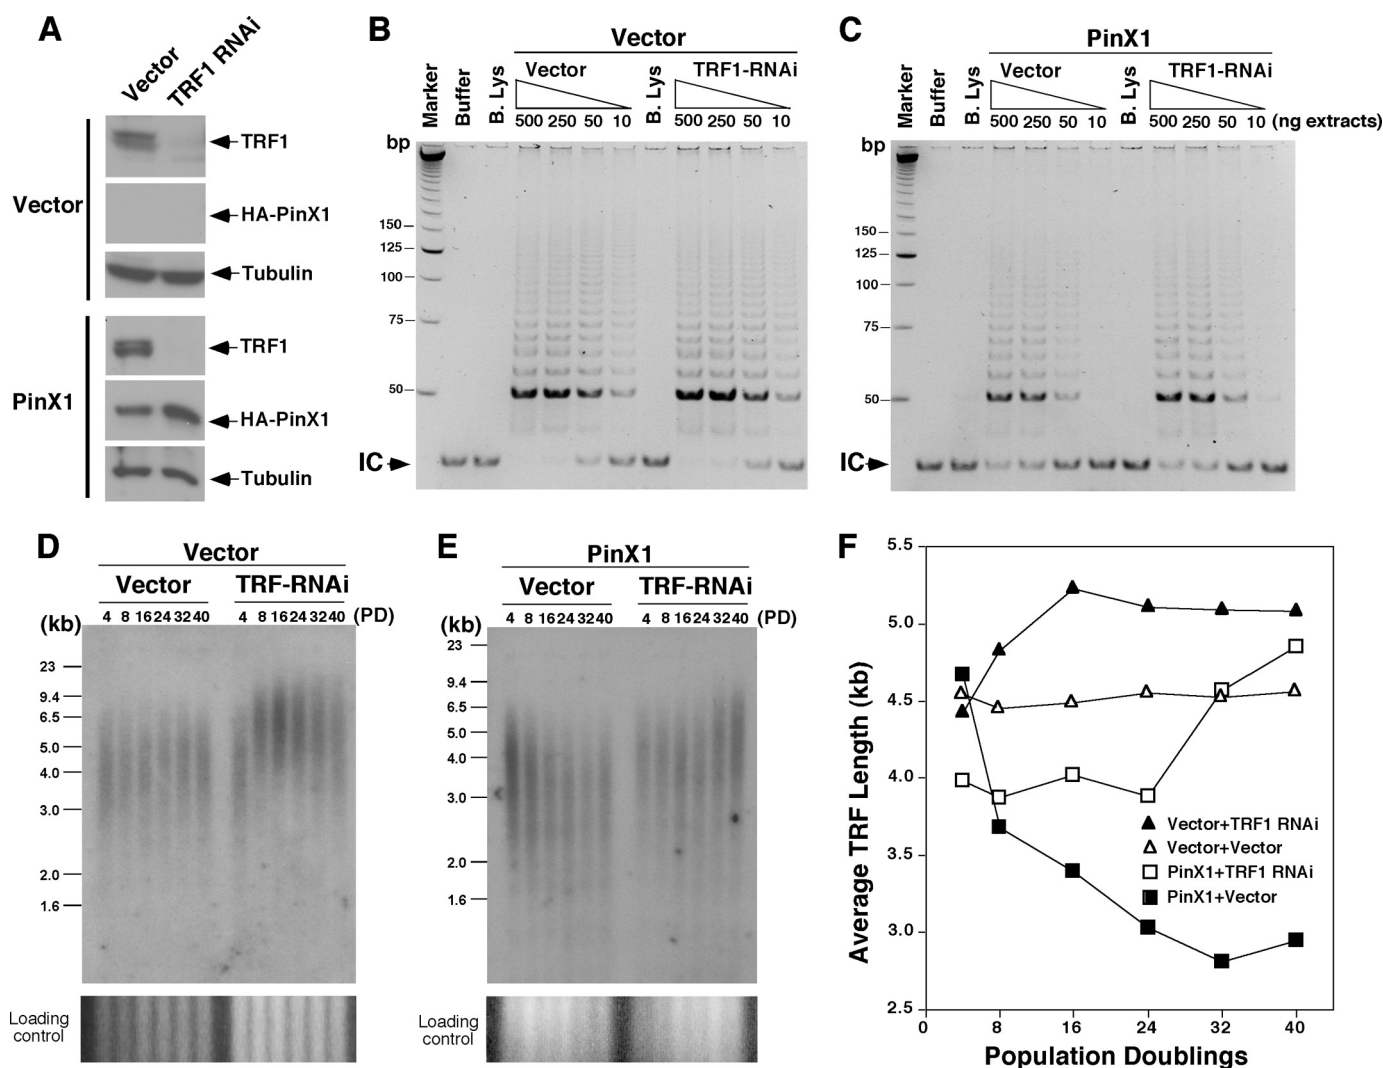 A
Vector
TRF1 RNAi
Vector
TRF1
HA-PinX1
Tubulin
PinX1
TRF1
HA-PinX1
Tubulin
B
Vector
Marker
Buffer
B. Lys
Vector
B. Lys
TRF1-RNAi
500 250 50 10
500 250 50 10
bp
150
125
100
75
50
IC
C
PinX1
Marker
Buffer
B. Lys
Vector
B. Lys
TRF1-RNAi
500 250 50 10
500 250 50 10 (ng extracts)
bp
150
125
100
75
50
IC
D
Vector
Vector
TRF-RNAi
(kb)
4 8 16 24 32 40
4 8 16 24 32 40 (PD)
23
9.4
6.5
5.0
4.0
3.0
2.0
1.6
Loading
control
E
PinX1
Vector
TRF-RNAi
(kb)
4 8 16 24 32 40
4 8 16 24 32 40 (PD)
23
9.4
6.5
5.0
4.0
3.0
2.0
1.6
Loading
control
F
Average TRF Length (kb)
5.5
5.0
4.5
4.0
3.5
3.0
2.5
Vector+TRF1 RNAi
Vector+Vector
PinX1+TRF1 RNAi
PinX1+Vector
0 8 16 24 32 40
Population Doublings